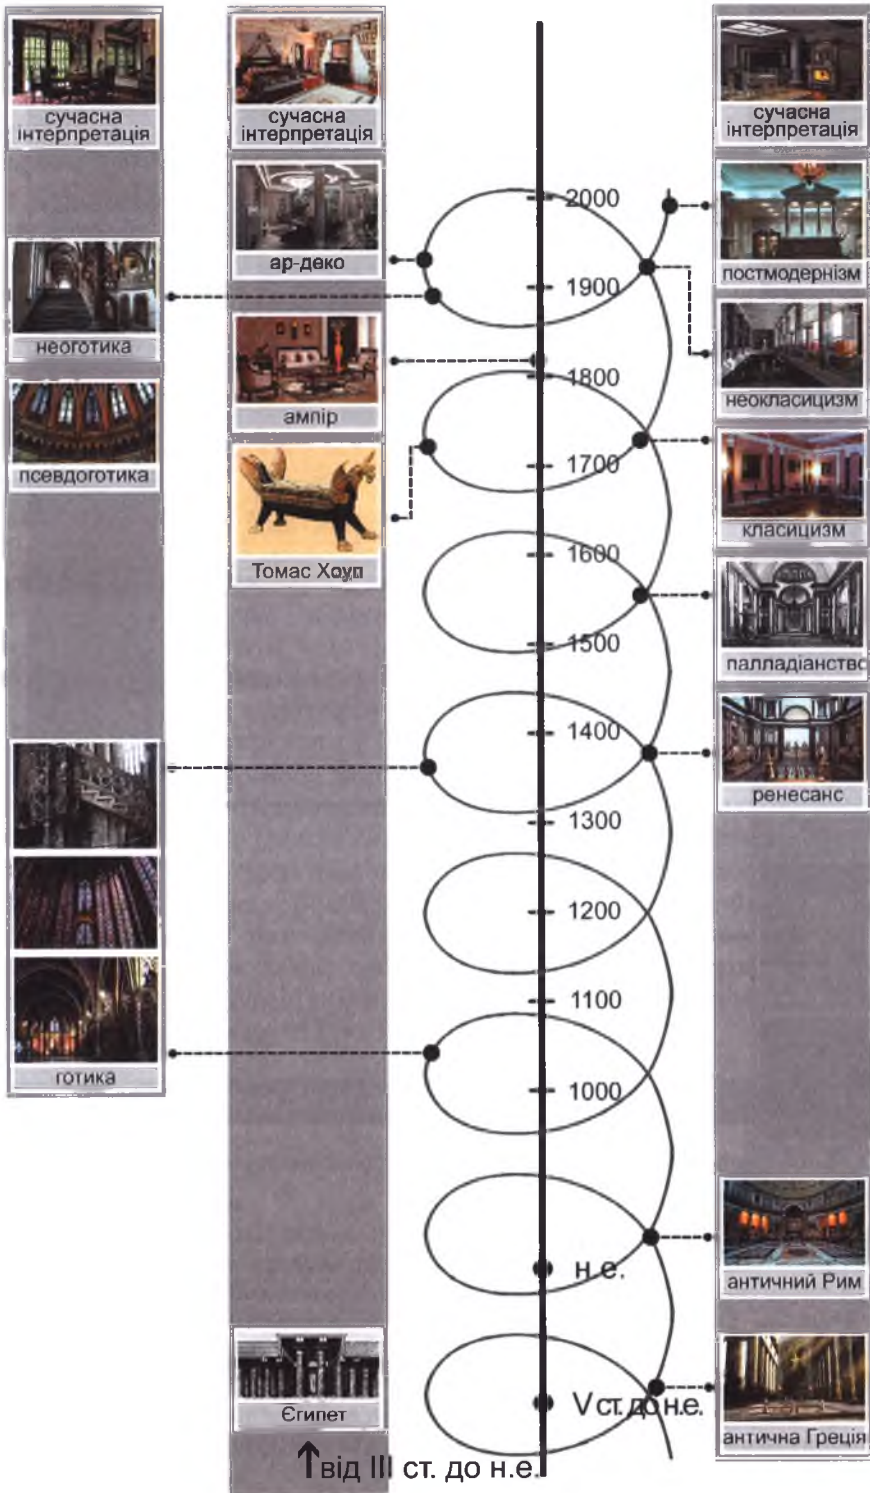 сучасна
інтерпретація
неоготика
псевдоготика
готика
сучасна
інтерпретація
ар-деко
ампір
Томас Хоуп
Єгипет
від III ст. до н.е.
2000
1900
1800
1700
1600
1500
1400
1300
1200
1100
1000
н.е.
V ст. до н.е.
сучасна
інтерпретація
постмодернізм
неокласицизм
класицизм
палладіанство
ренесанс
античний Рим
антична Греція